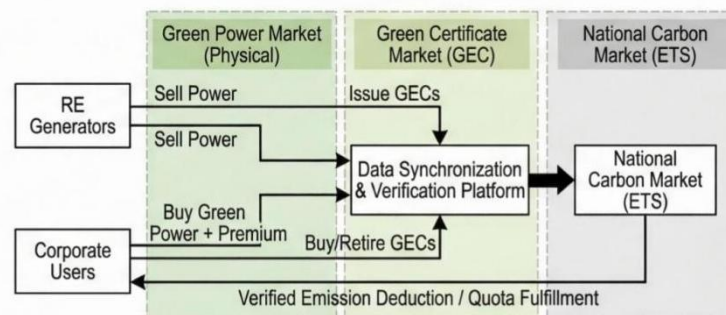 Green Power Market
(Physical)
Green Certificate
Market (GEC)
National Carbon
Market (ETS)
RE
Generators
Sell Power
Issue GECs
Sell Power
Data Synchronization
& Verification Platform
National
Carbon Market
(ETS)
Buy Green
Power + Premium
Corporate
Users
Buy/Retire GECs
Verified Emission Deduction / Quota Fulfillment